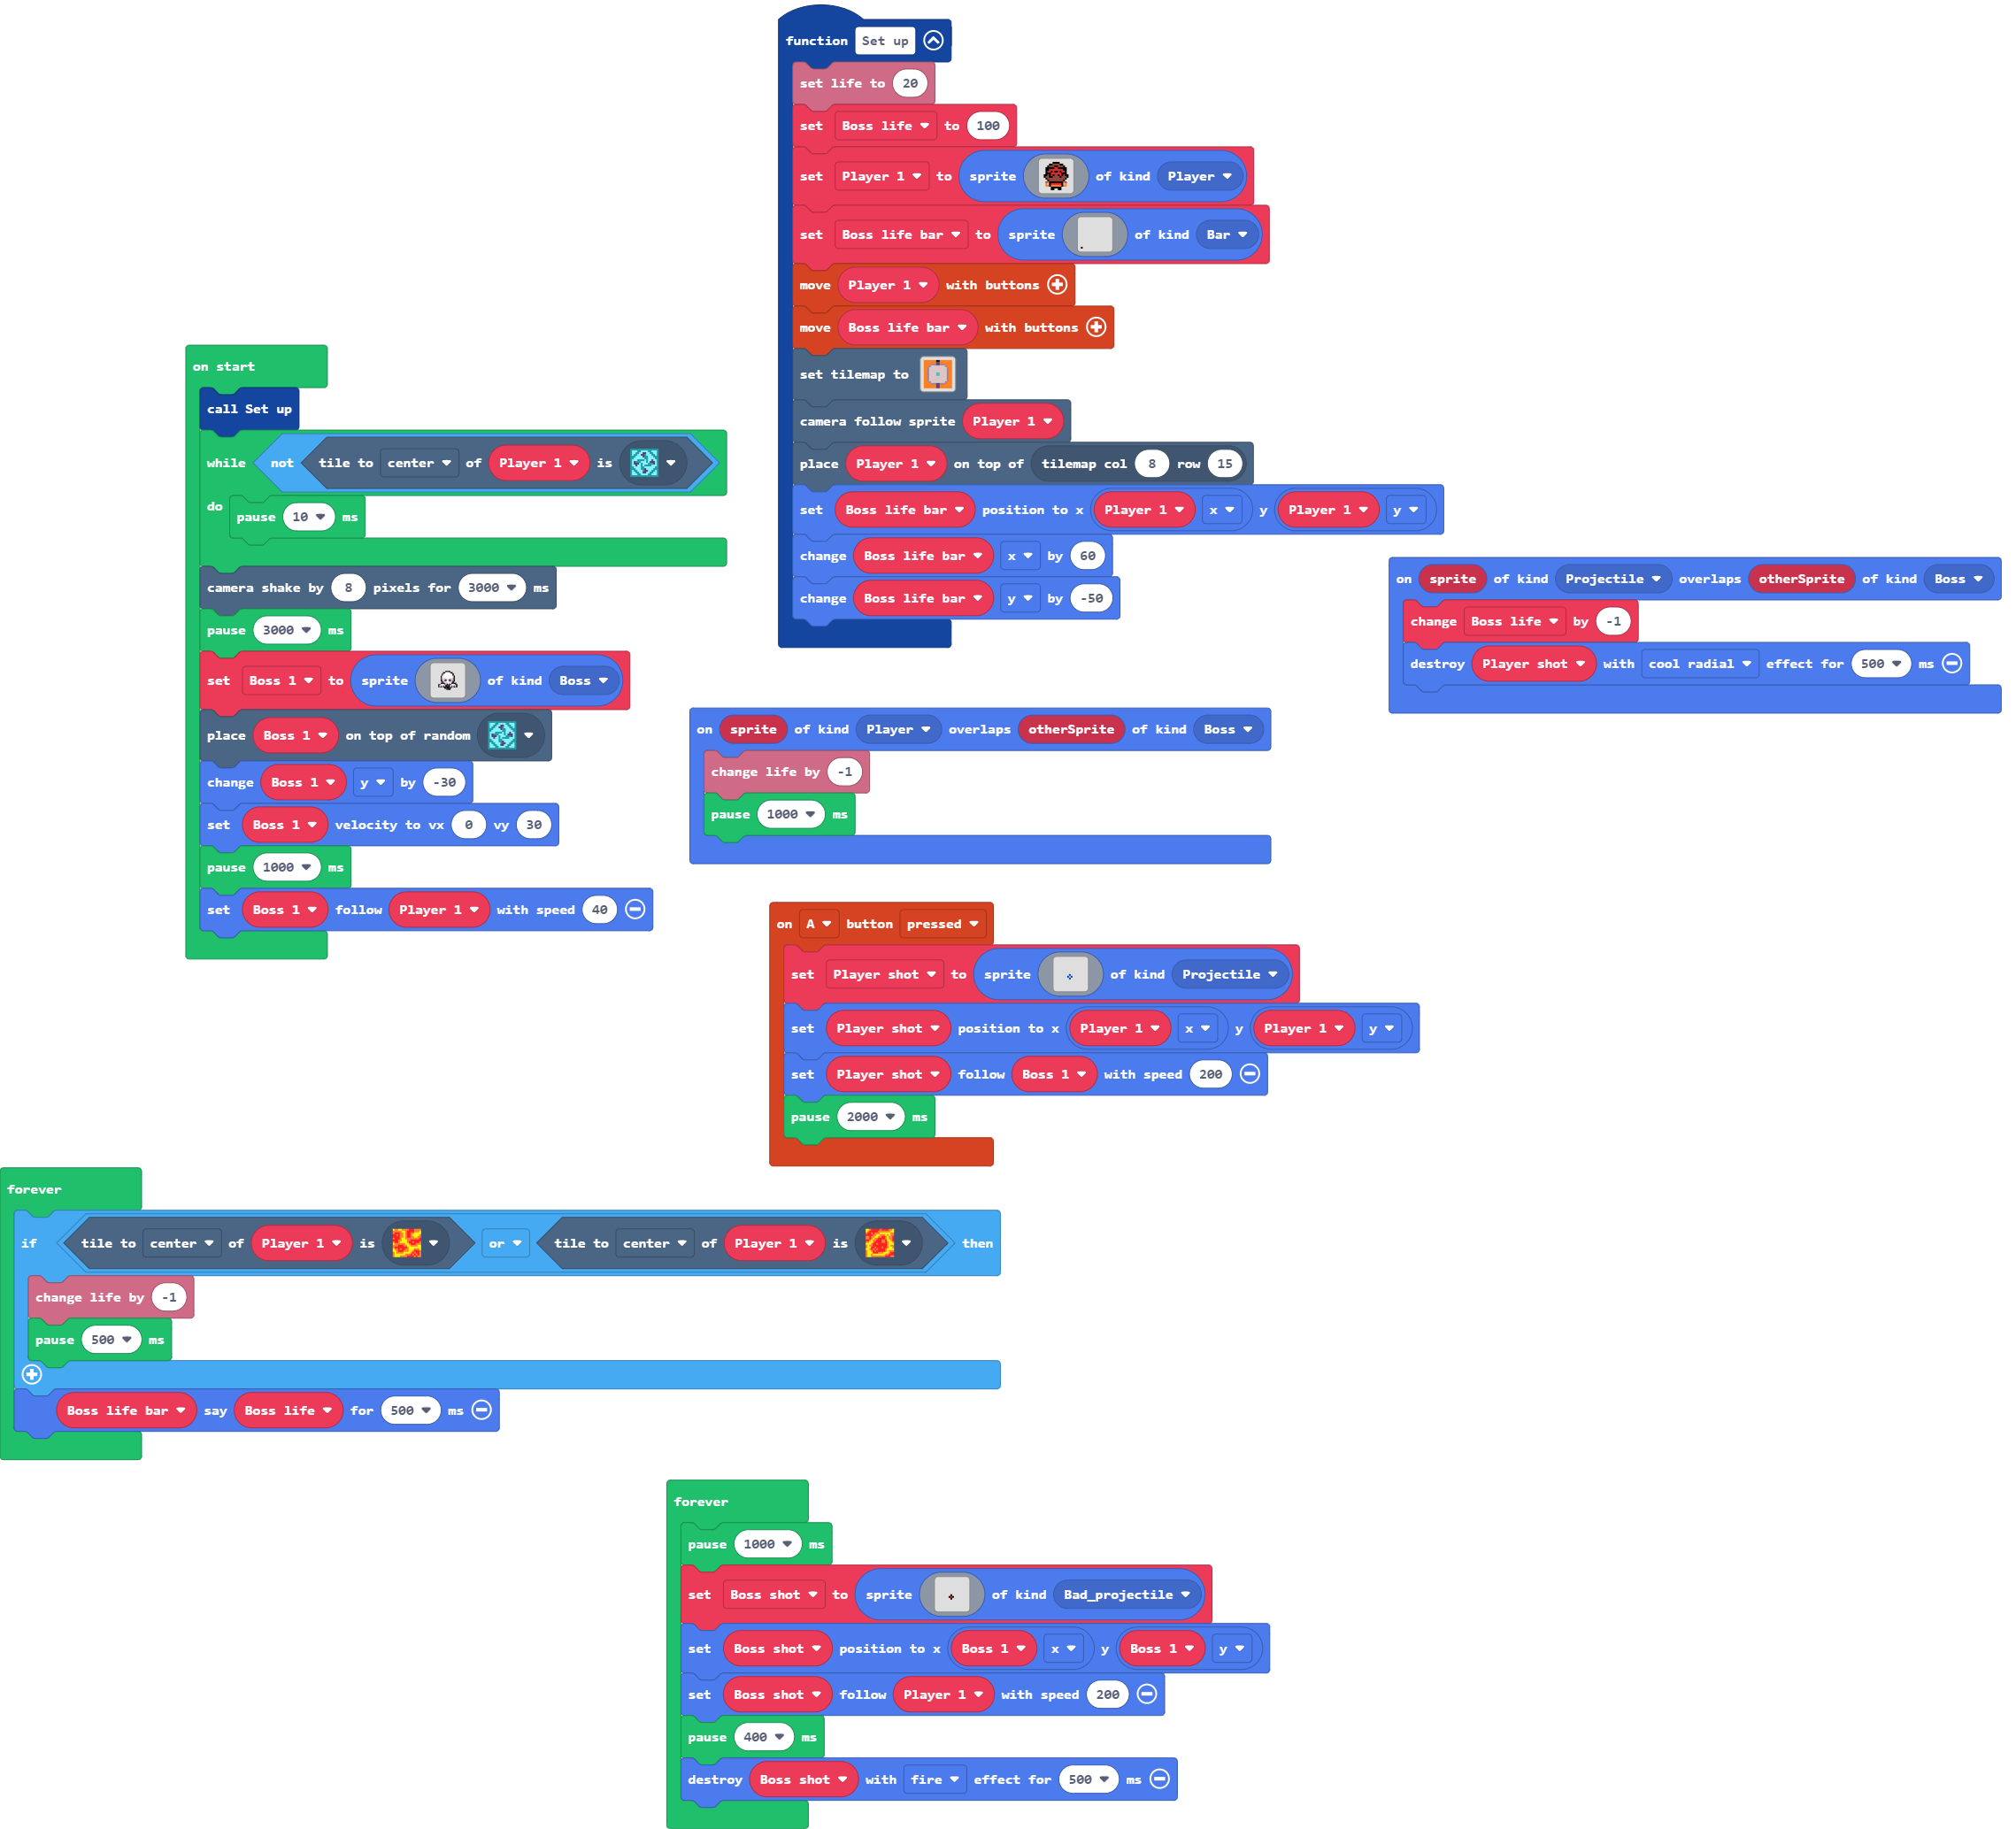 function Set up
set life to 20
set Boss life to 100
set Player 1 to sprite of kind Player
set Boss life bar to sprite of kind Bar
move Player 1 with buttons
move Boss life bar with buttons
set tilemap to
camera follow sprite Player 1
place Player 1 on top of tilemap col 8 row 15
set Boss life bar position to x Player 1 x y Player 1 y
change Boss life bar x by 60
change Boss life bar y by -50
on start
call Set up
while not tile to center of Player 1 is
do
pause 10 ms
camera shake by 8 pixels for 3000 ms
pause 3000 ms
set Boss 1 to sprite of kind Boss
place Boss 1 on top of random
change Boss 1 y by -30
set Boss 1 velocity to vx 0 vy 30
pause 1000 ms
set Boss 1 follow Player 1 with speed 40
on sprite of kind Projectile overlaps otherSprite of kind Boss
change Boss life by -1
destroy Player shot with cool radial effect for 500 ms
on sprite of kind Player overlaps otherSprite of kind Boss
change life by -1
pause 1000 ms
on A button pressed
set Player shot to sprite of kind Projectile
set Player shot position to x Player 1 x y Player 1 y
set Player shot follow Boss 1 with speed 200
pause 2000 ms
forever
if tile to center of Player 1 is or tile to center of Player 1 is then
change life by -1
pause 500 ms
Boss life bar say Boss life for 500 ms
forever
pause 1000 ms
set Boss shot to sprite of kind Bad_projectile
set Boss shot position to x Boss 1 x y Boss 1 y
set Boss shot follow Player 1 with speed 200
pause 400 ms
destroy Boss shot with fire effect for 500 ms